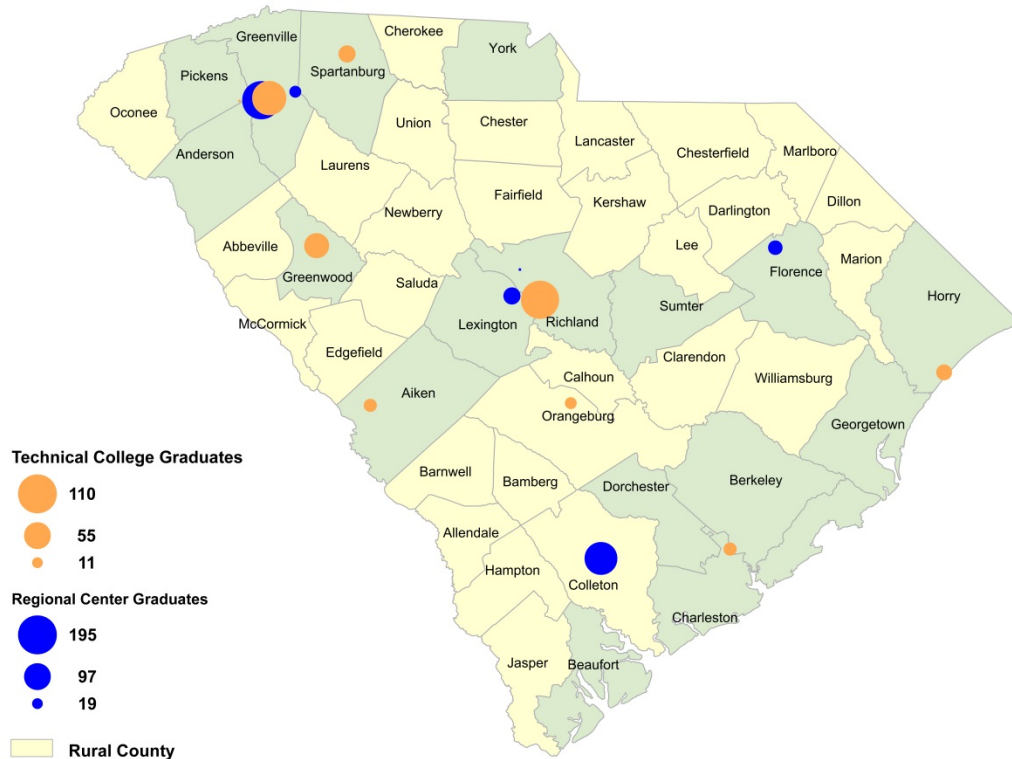 Cherokee
Greenville
York
Spartanburg
Pickens
Oconee
Union
Chester
Lancaster
Chesterfield
Marlboro
Anderson
Laurens
Fairfield
Kershaw
Darlington
Dillon
Newberry
Abbeville
Lee
Marion
Florence
Greenwood
Saluda
Horry
Sumter
McCormick
Lexington
Richland
Edgefield
Clarendon
Calhoun
Williamsburg
Aiken
Orangeburg
Georgetown
Barnwell
Bamberg
Dorchester
Berkeley
Allendale
Hampton
Colleton
Charleston
Jasper
Beaufort
Technical College Graduates
110
55
11
Regional Center Graduates
195
97
19
Rural County